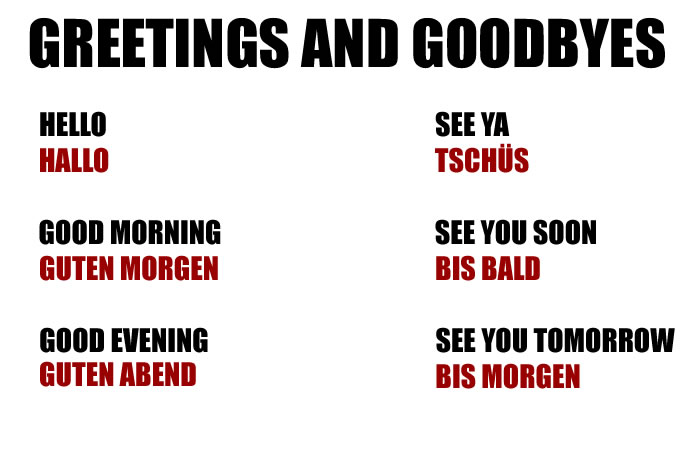 GREETINGS AND GOODBYES
HELLO
HALLO
GOOD MORNING
GUTEN MORGEN
GOOD EVENING
GUTEN ABEND
SEE YA
TSCHÜS
SEE YOU SOON
BIS BALD
SEE YOU TOMORROW
BIS MORGEN